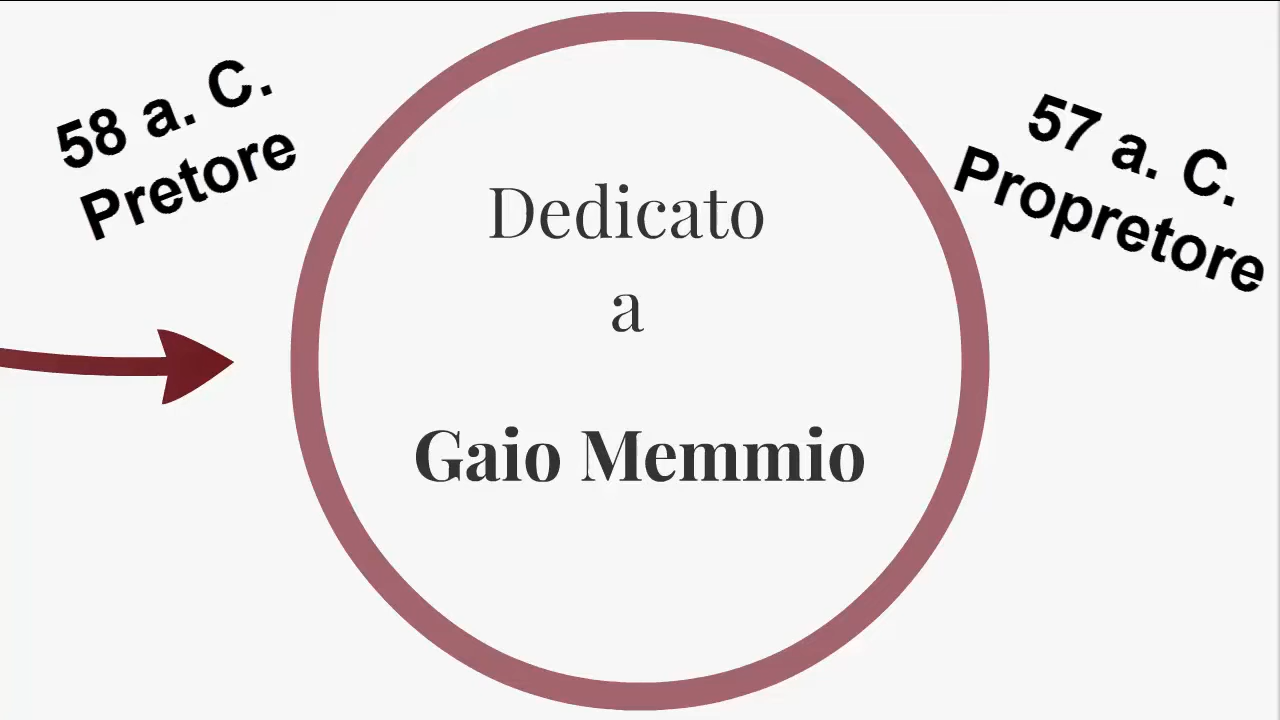 58 a. C.
Pretore
Dedicato
a
Gaio Memmio
57 a. C.
Propretore